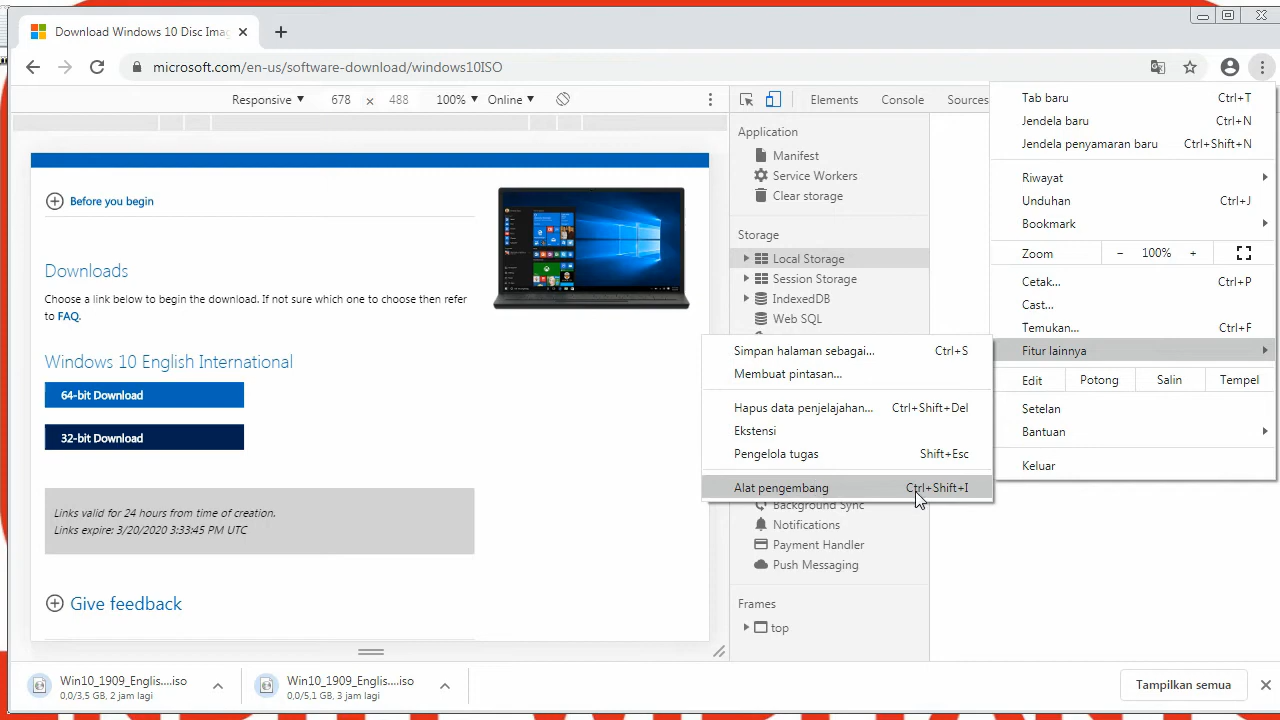 Download Windows 10 Disc Ima
microsoft.com/en-us/software-download/windows10ISO
Responsive 678 x 488 100% Online
Elements Console Sources
Before you begin
Downloads
Choose a link below to begin the download. If not sure which one to choose then refer
to FAQ.
Windows 10 English International
64-bit Download
32-bit Download
Links valid for 24 hours from time of creation.
Links expire: 3/20/2020 3:33:45 PM UTC
Give feedback
Application
Manifest
Service Workers
Clear storage
Storage
Local Storage
Session Storage
IndexedDB
Web SQL
Background Sync
Notifications
Payment Handler
Push Messaging
Frames
top
Simpan halaman sebagai... Ctrl+S
Membuat pintasan...
Hapus data penjelajahan... Ctrl+Shift+Del
Ekstensi
Pengelola tugas Shift+Esc
Alat pengembang Ctrl+Shift+I
Tab baru Ctrl+T
Jendela baru Ctrl+N
Jendela penyamaran baru Ctrl+Shift+N
Riwayat
Unduhan Ctrl+J
Bookmark
Zoom − 100% +
Cetak... Ctrl+P
Cast...
Temukan... Ctrl+F
Fitur lainnya
Edit Potong Salin Tempel
Setelan
Bantuan
Keluar
Win10_1909_Englis....iso
0,0/3,5 GB, 2 jam lagi
Win10_1909_Englis....iso
0,0/5,1 GB, 3 jam lagi
Tampilkan semua